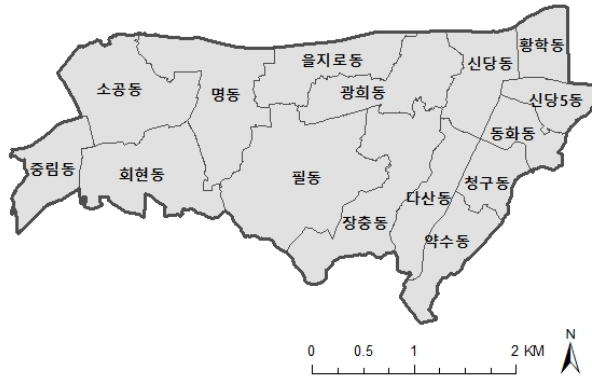 황학동
을지로동
신당동
소공동
명동
광희동
신당5동
동화동
중림동
회현동
필동
청구동
다산동
장충동
약수동
N
0 0.5 1 2 KM